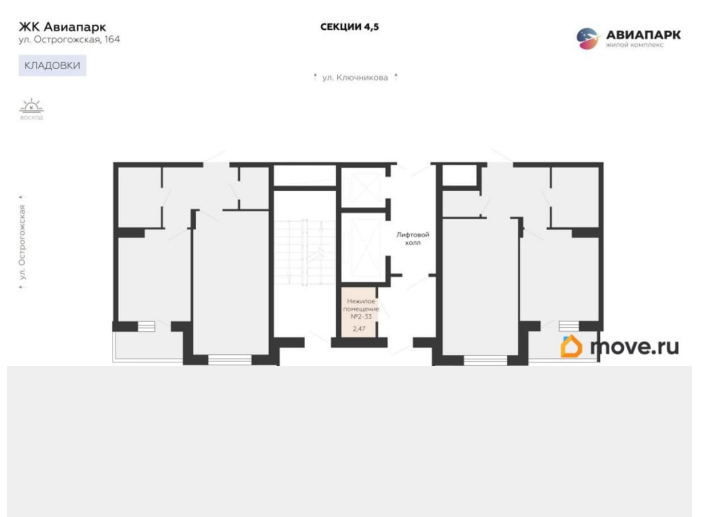 ЖК Авиапарк
ул. Острогожская, 164
КЛАДОВКИ
ВОСХОД
СЕКЦИИ 4,5
АВИАПАРК
ЖИЛОЙ КОМПЛЕКС
ул. Ключникова
ул. Острогожская
Лифтовой
холл
Нежилое
помещение
№2-33
2,47
move.ru